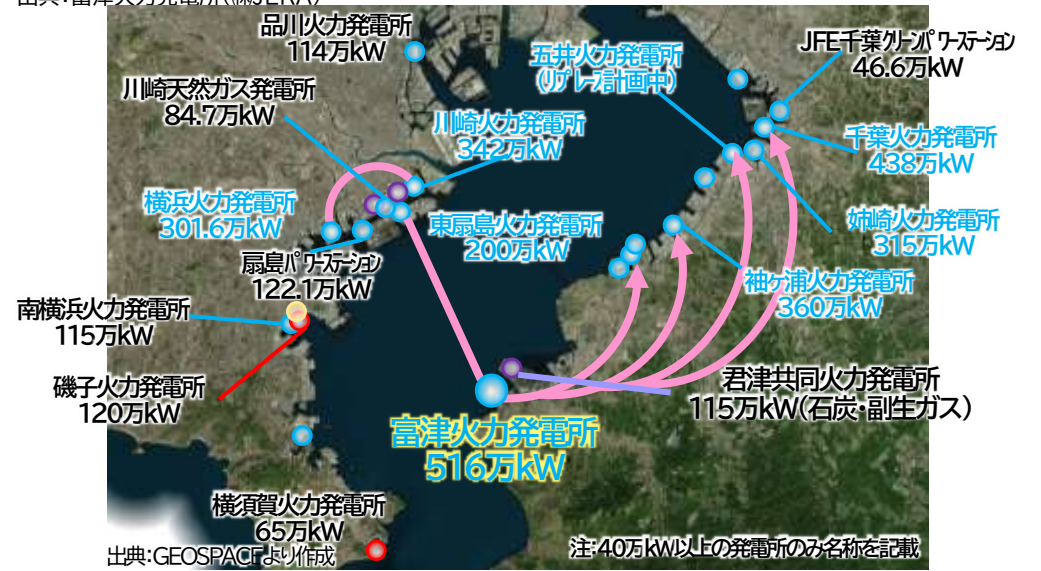 出典：富津火力発電所(㈱JERA)
品川火力発電所
114万kW
川崎天然ガス発電所
84.7万kW
五井火力発電所
(リプレース計画中)
JFE千葉クリーンパワーステーション
46.6万kW
川崎火力発電所
342万kW
千葉火力発電所
438万kW
横浜火力発電所
301.6万kW
東扇島火力発電所
200万kW
姉崎火力発電所
315万kW
扇島パワーステーション
122.1万kW
袖ヶ浦火力発電所
360万kW
南横浜火力発電所
115万kW
磯子火力発電所
120万kW
君津共同火力発電所
115万kW(石炭・副生ガス)
富津火力発電所
516万kW
横須賀火力発電所
65万kW
出典：GEOSPACEより作成
注：40万kW以上の発電所のみ名称を記載